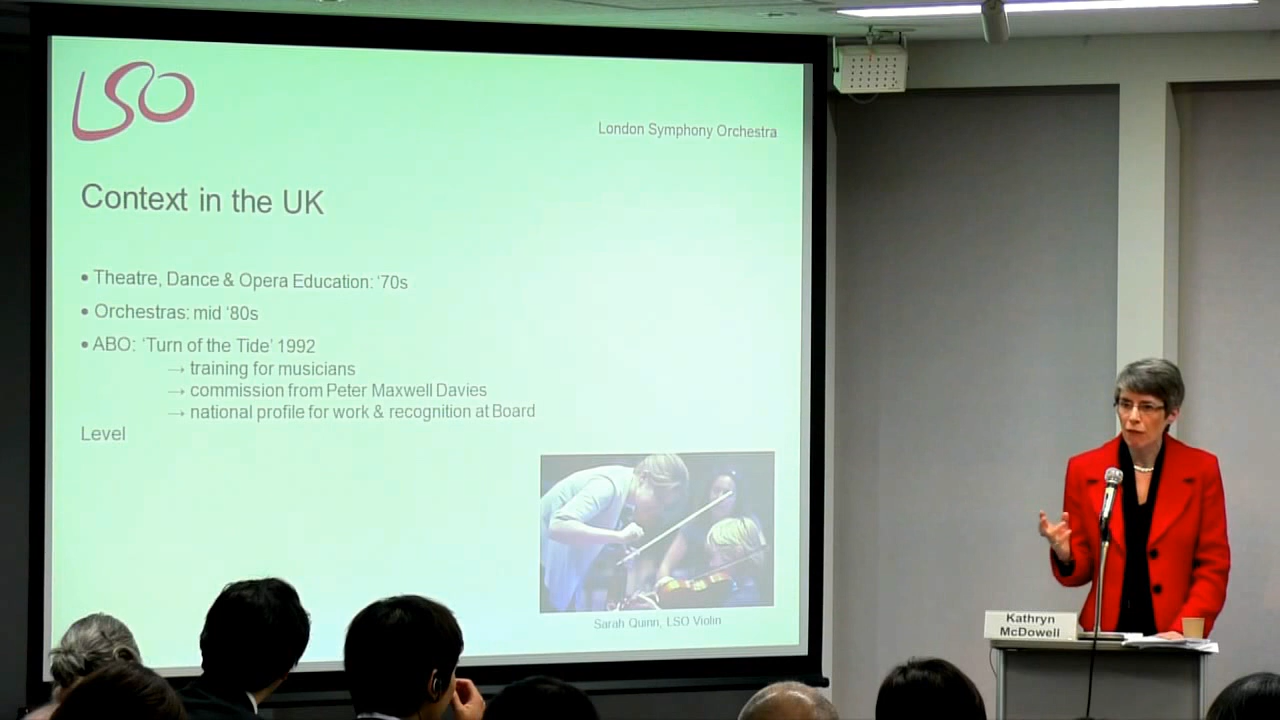 LSO
London Symphony Orchestra
Context in the UK
• Theatre, Dance & Opera Education: ‘70s
• Orchestras: mid ‘80s
• ABO: ‘Turn of the Tide’ 1992
→ training for musicians
→ commission from Peter Maxwell Davies
→ national profile for work & recognition at Board
Level
Sarah Quinn, LSO Violin
Kathryn
McDowell